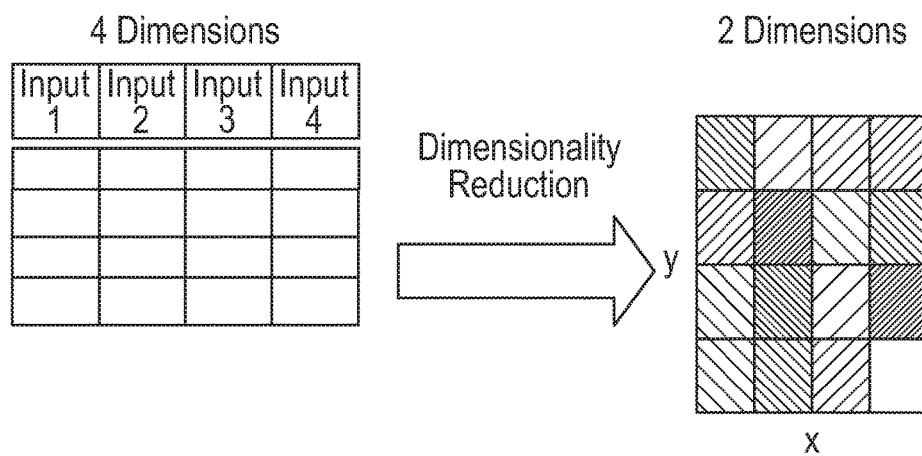 4 Dimensions
2 Dimensions
Input Input Input Input
1 2 3 4
Dimensionality
Reduction
y
x